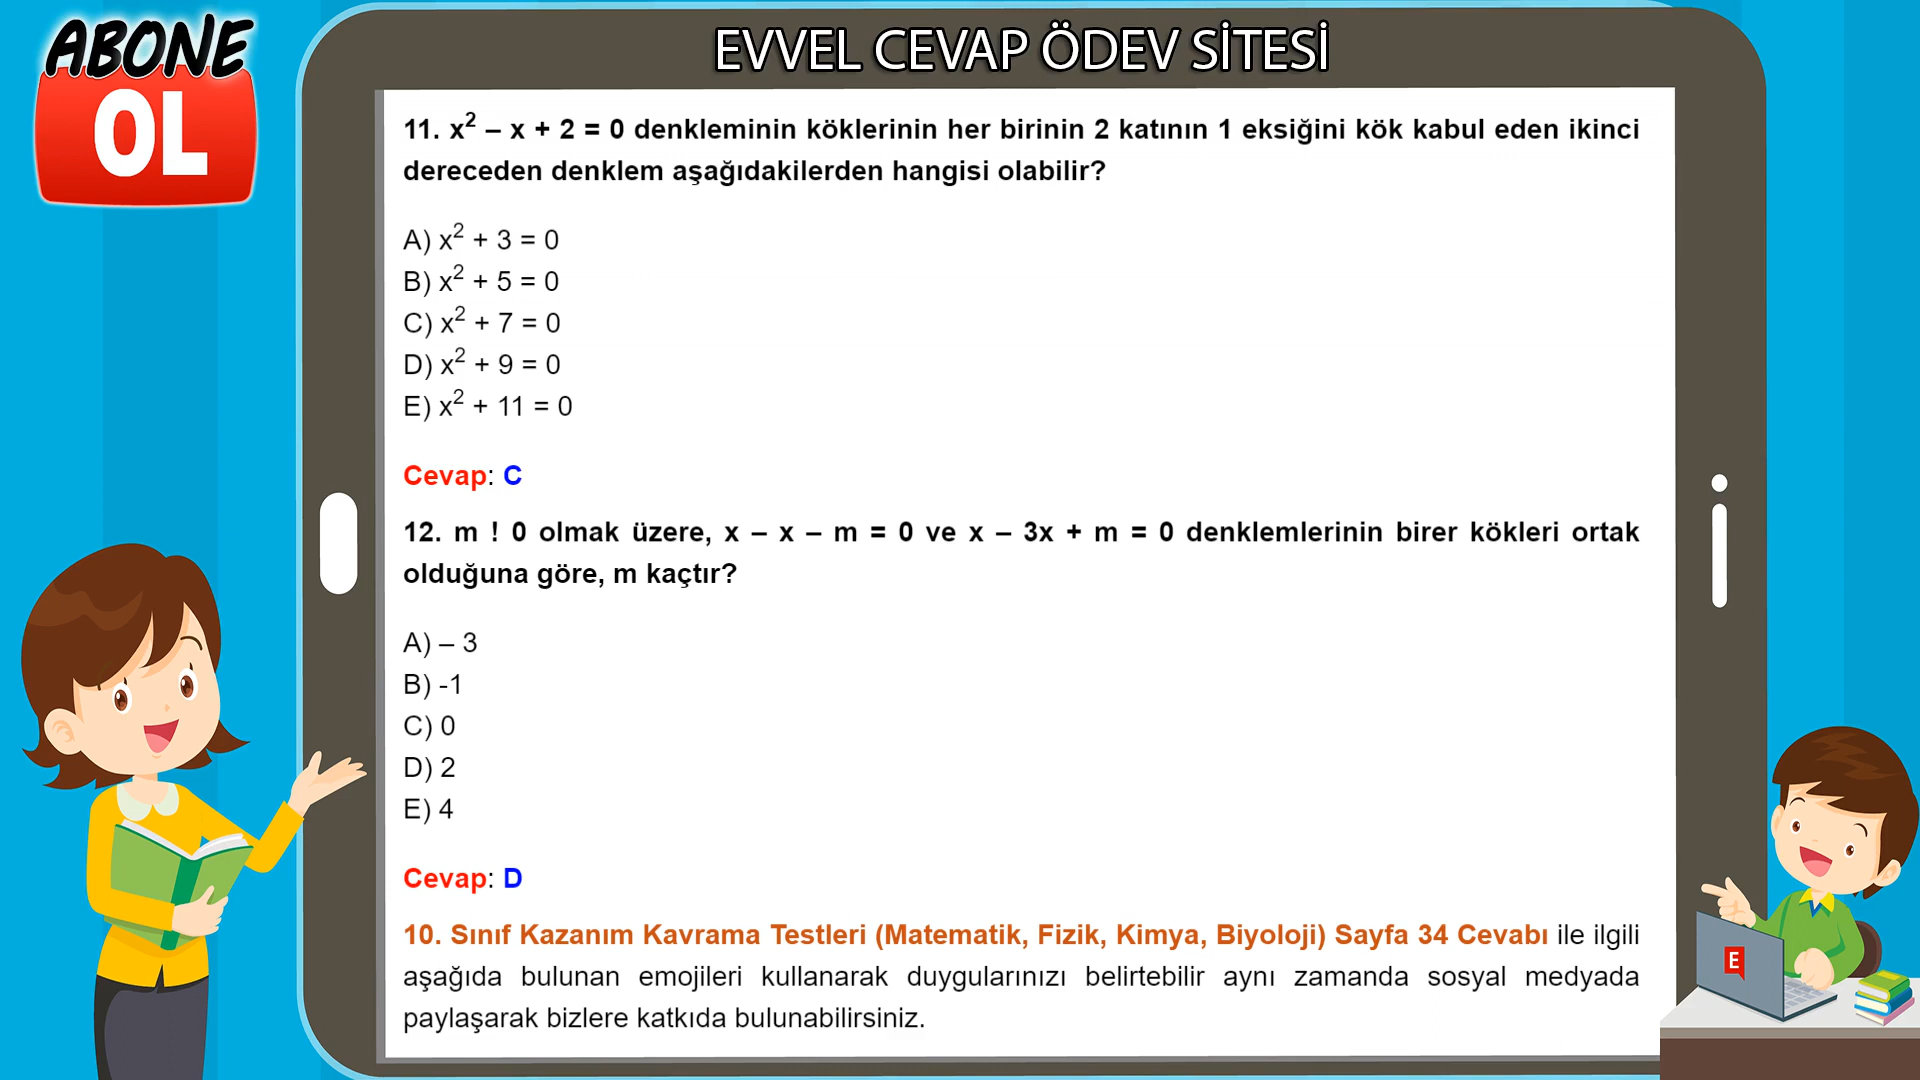 ABONE
OL
EVVEL CEVAP ÖDEV SİTESİ
11. x² – x + 2 = 0 denkleminin köklerinin her birinin 2 katının 1 eksiğini kök kabul eden ikinci
dereceden denklem aşağıdakilerden hangisi olabilir?
A) x² + 3 = 0
B) x² + 5 = 0
C) x² + 7 = 0
D) x² + 9 = 0
E) x² + 11 = 0
Cevap: C
12. m ! 0 olmak üzere, x – x – m = 0 ve x – 3x + m = 0 denklemlerinin birer kökleri ortak
olduğuna göre, m kaçtır?
A) – 3
B) -1
C) 0
D) 2
E) 4
Cevap: D
10. Sınıf Kazanım Kavrama Testleri (Matematik, Fizik, Kimya, Biyoloji) Sayfa 34 Cevabı ile ilgili
aşağıda bulunan emojileri kullanarak duygularınızı belirtebilir aynı zamanda sosyal medyada
paylaşarak bizlere katkıda bulunabilirsiniz.
E